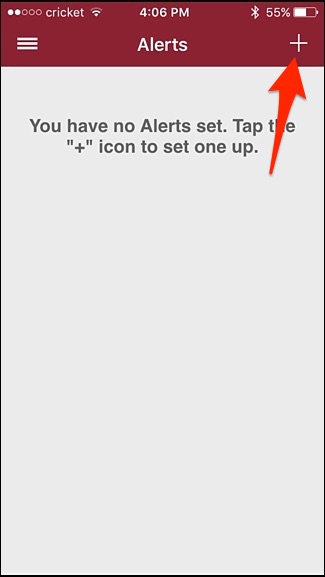 cricket 4:06 PM 55%
Alerts +
You have no Alerts set. Tap the
"+" icon to set one up.